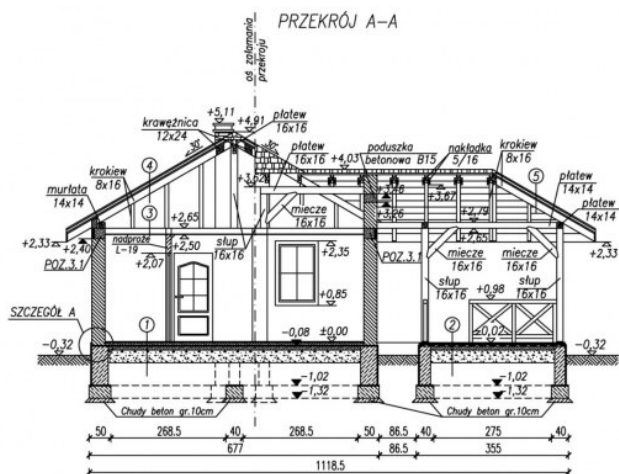 PRZEKRÓJ A-A
oś załamania
przekroju
+5,11
+4,91
krawężnica
12x24
płatew
16x16
płatew
16x16
+4,03
poduszka
betonowa B15
nakładka
5/16
krokiew
8x16
krokiew
8x16
4
+3,62
+3,46
+3,67
5
płatew
14x14
murłata
14x14
3
+2,65
miecze
16x16
+3,26
+2,79
płatew
14x14
+2,33
+2,40
nadproże
L-19
+2,50
słup
16x16
+2,35
+2,65
+2,33
POZ.3.1
+2,07
POZ.3.1
miecze
16x16
miecze
16x16
słup
16x16
słup
16x16
+0,85
+0,98
SZCZEGÓŁ A
1
-0,08
±0,00
2
-0,02
-0,32
-0,32
-1,02
-1,32
-1,02
-1,32
Chudy beton gr.10cm
Chudy beton gr.10cm
50
268.5
40
268.5
50
86.5
40
275
40
677
86.5
355
1118.5